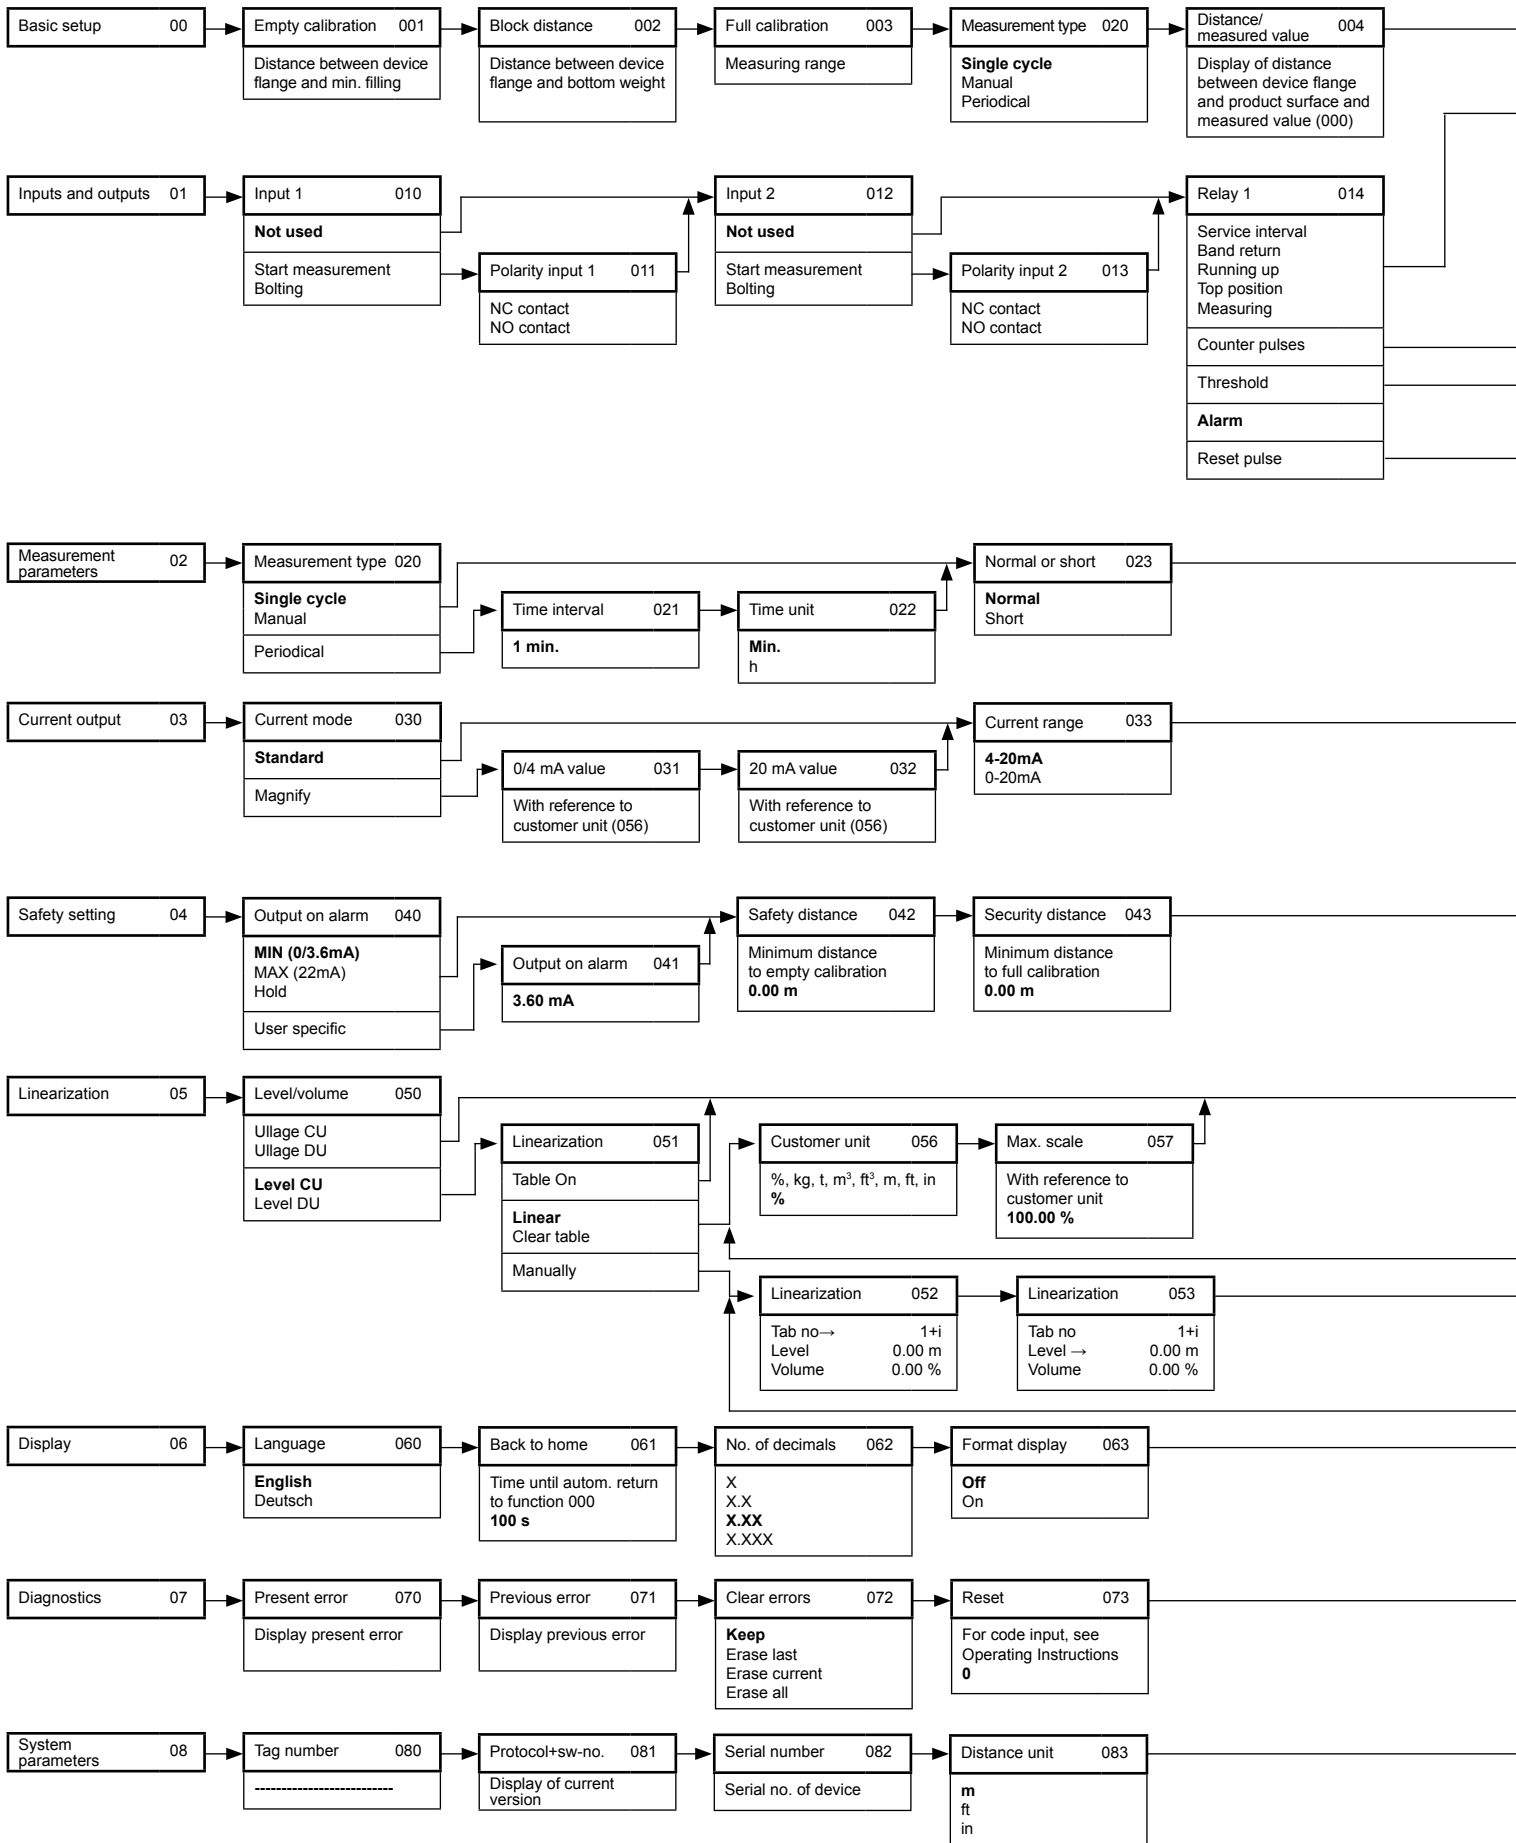 Basic setup 00
Empty calibration 001
Distance between device
flange and min. filling
Block distance 002
Distance between device
flange and bottom weight
Full calibration 003
Measuring range
Measurement type 020
Single cycle
Manual
Periodical
Distance/
measured value 004
Display of distance
between device flange
and product surface and
measured value (000)
Inputs and outputs 01
Input 1 010
Not used
Start measurement
Bolting
Polarity input 1 011
NC contact
NO contact
Input 2 012
Not used
Start measurement
Bolting
Polarity input 2 013
NC contact
NO contact
Relay 1 014
Service interval
Band return
Running up
Top position
Measuring
Counter pulses
Threshold
Alarm
Reset pulse
Measurement
parameters 02
Measurement type 020
Single cycle
Manual
Periodical
Time interval 021
1 min.
Time unit 022
Min.
h
Normal or short 023
Normal
Short
Current output 03
Current mode 030
Standard
Magnify
0/4 mA value 031
With reference to
customer unit (056)
20 mA value 032
With reference to
customer unit (056)
Current range 033
4-20mA
0-20mA
Safety setting 04
Output on alarm 040
MIN (0/3.6mA)
MAX (22mA)
Hold
User specific
Output on alarm 041
3.60 mA
Safety distance 042
Minimum distance
to empty calibration
0.00 m
Security distance 043
Minimum distance
to full calibration
0.00 m
Linearization 05
Level/volume 050
Ullage CU
Ullage DU
Level CU
Level DU
Linearization 051
Table On
Linear
Clear table
Manually
Customer unit 056
%, kg, t, m³, ft³, m, ft, in
%
Max. scale 057
With reference to
customer unit
100.00 %
Linearization 052
Tab no→ 1+i
Level 0.00 m
Volume 0.00 %
Linearization 053
Tab no 1+i
Level → 0.00 m
Volume 0.00 %
Display 06
Language 060
English
Deutsch
Back to home 061
Time until autom. return
to function 000
100 s
No. of decimals 062
X
X.X
X.XX
X.XXX
Format display 063
Off
On
Diagnostics 07
Present error 070
Display present error
Previous error 071
Display previous error
Clear errors 072
Keep
Erase last
Erase current
Erase all
Reset 073
For code input, see
Operating Instructions
0
System
parameters 08
Tag number 080
--------------------------
Protocol+sw-no. 081
Display of current
version
Serial number 082
Serial no. of device
Distance unit 083
m
ft
in